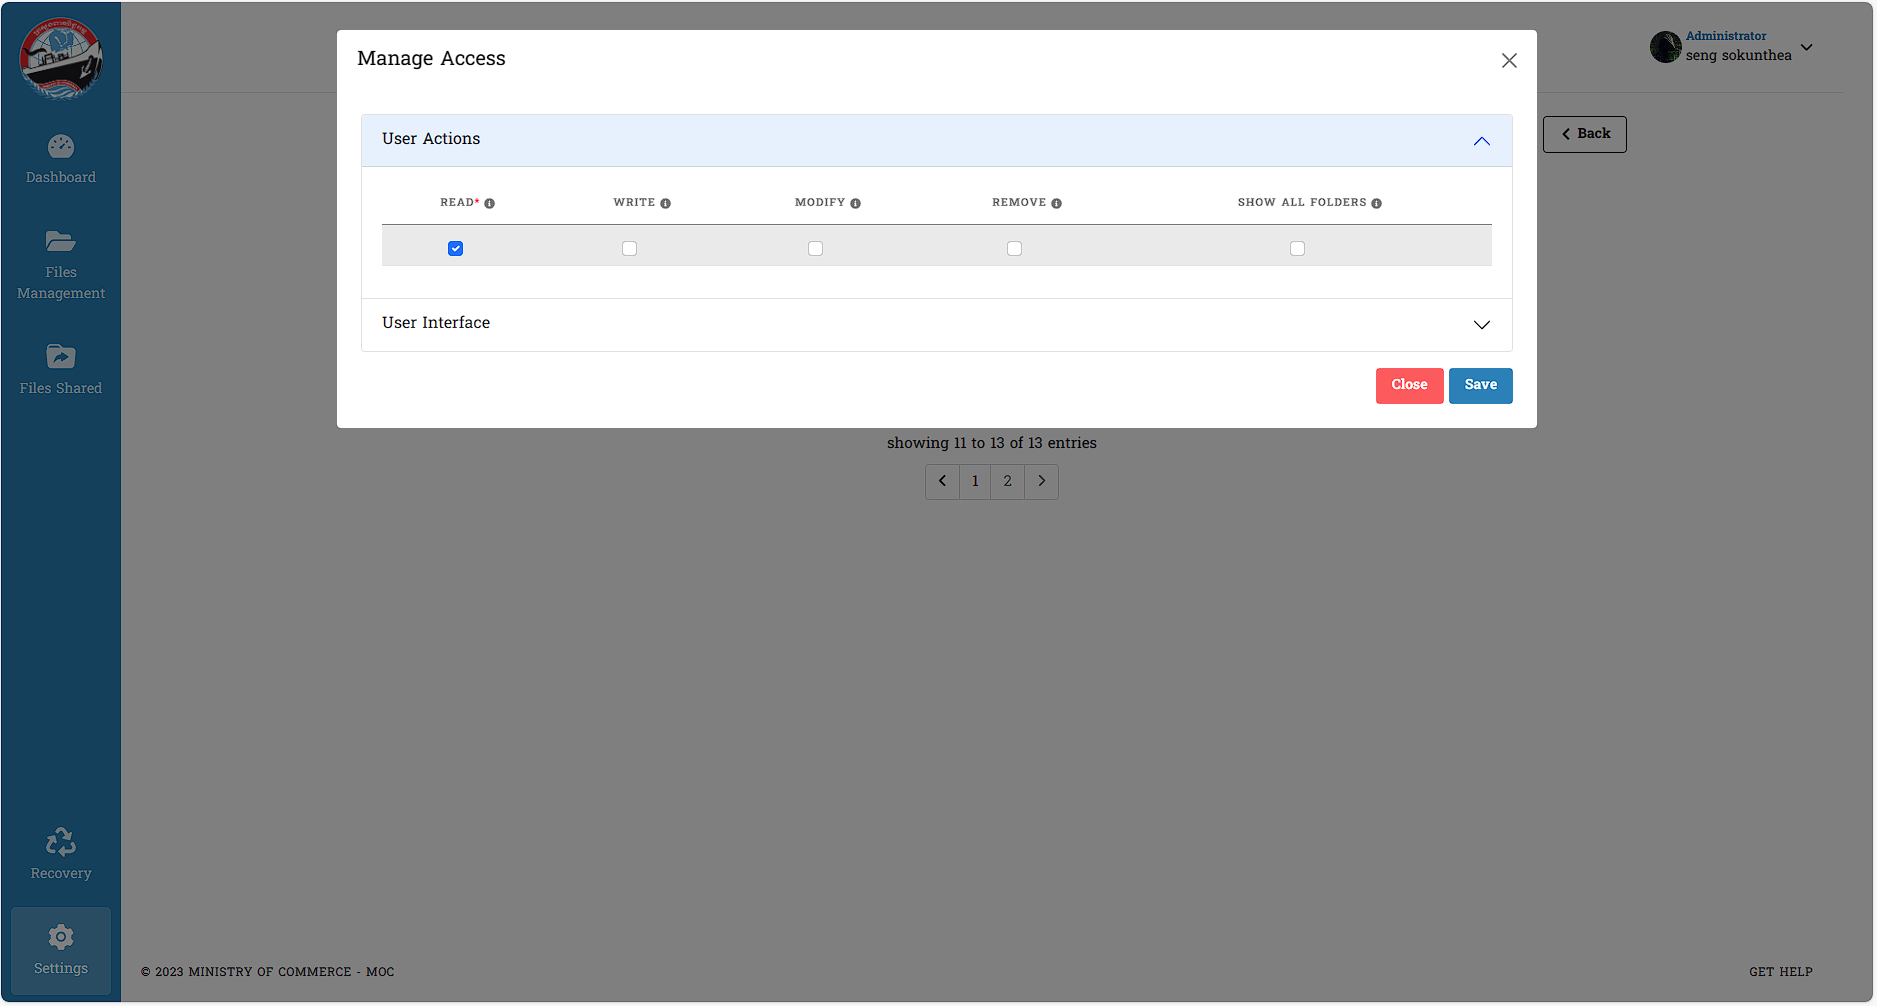 Manage Access
Administrator
seng sokunthea
User Actions
Back
Dashboard
READ*
WRITE
MODIFY
REMOVE
SHOW ALL FOLDERS
Files
Management
User Interface
Files Shared
Close
Save
showing 11 to 13 of 13 entries
1
2
Recovery
Settings
© 2023 MINISTRY OF COMMERCE - MOC
GET HELP